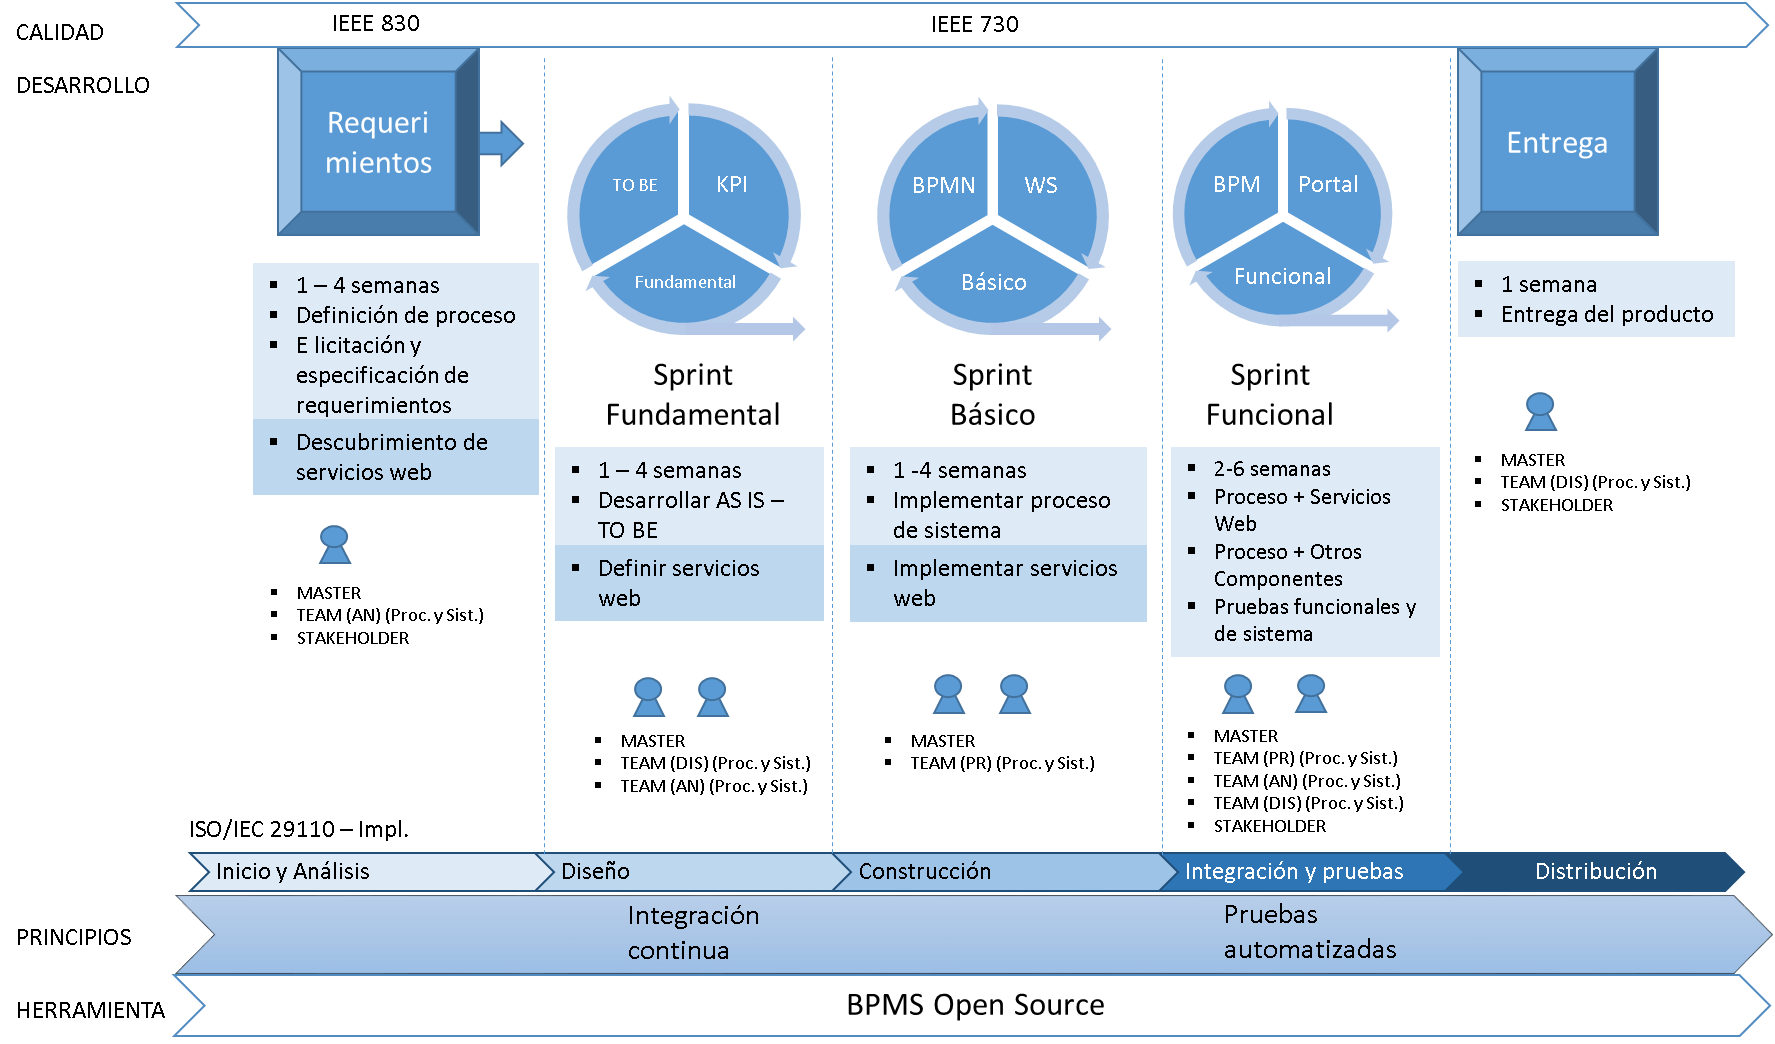 CALIDAD
IEEE 830
IEEE 730
DESARROLLO
Requeri
mientos
TO BE
KPI
Fundamental
BPMN
WS
Básico
BPM
Portal
Funcional
Entrega
1 – 4 semanas
Definición de proceso
E licitación y
especificación de
requerimientos
Descubrimiento de
servicios web
MASTER
TEAM (AN) (Proc. y Sist.)
STAKEHOLDER
Sprint
Fundamental
1 – 4 semanas
Desarrollar AS IS –
TO BE
Definir servicios
web
MASTER
TEAM (DIS) (Proc. y Sist.)
TEAM (AN) (Proc. y Sist.)
Sprint
Básico
1 -4 semanas
Implementar proceso
de sistema
Implementar servicios
web
MASTER
TEAM (PR) (Proc. y Sist.)
Sprint
Funcional
2-6 semanas
Proceso + Servicios
Web
Proceso + Otros
Componentes
Pruebas funcionales y
de sistema
MASTER
TEAM (PR) (Proc. y Sist.)
TEAM (AN) (Proc. y Sist.)
TEAM (DIS) (Proc. y Sist.)
STAKEHOLDER
1 semana
Entrega del producto
MASTER
TEAM (DIS) (Proc. y Sist.)
STAKEHOLDER
ISO/IEC 29110 – Impl.
Inicio y Análisis
Diseño
Construcción
Integración y pruebas
Distribución
PRINCIPIOS
Integración
continua
Pruebas
automatizadas
HERRAMIENTA
BPMS Open Source